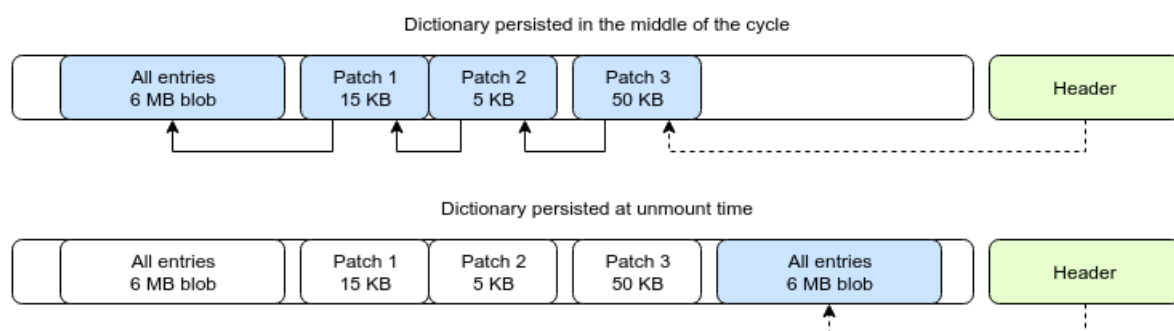 Dictionary persisted in the middle of the cycle
All entries
6 MB blob
Patch 1
15 KB
Patch 2
5 KB
Patch 3
50 KB
Header
Dictionary persisted at unmount time
All entries
6 MB blob
Patch 1
15 KB
Patch 2
5 KB
Patch 3
50 KB
All entries
6 MB blob
Header